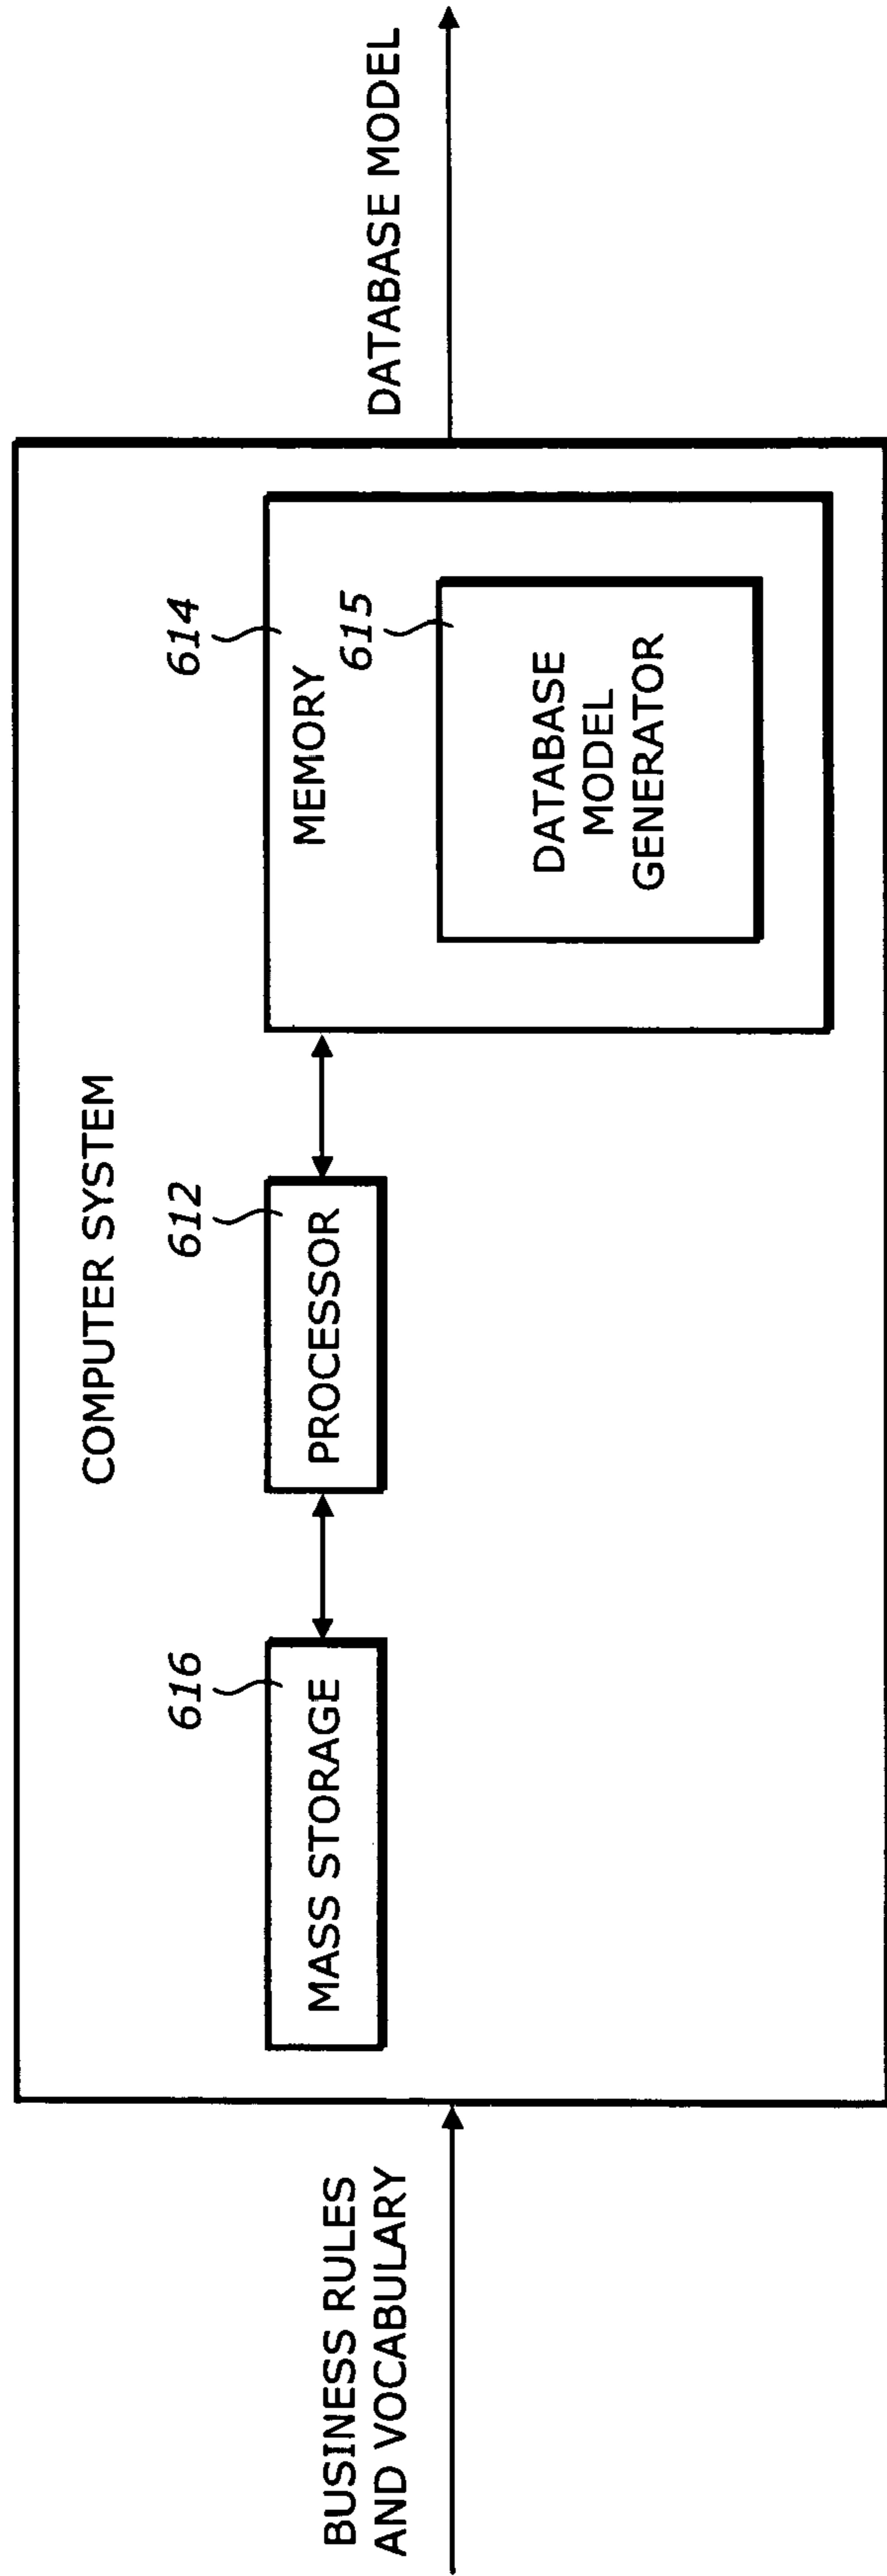 BUSINESS RULES
AND VOCABULARY
COMPUTER SYSTEM
616
MASS STORAGE
612
PROCESSOR
614
MEMORY
615
DATABASE
MODEL
GENERATOR
DATABASE MODEL